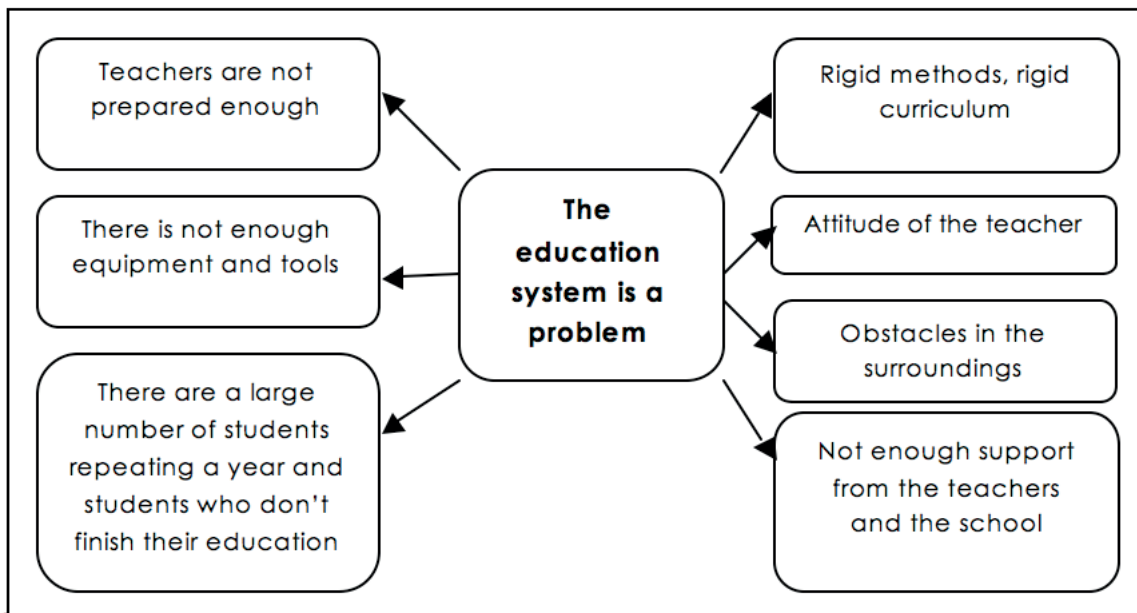 Teachers are not
prepared enough
There is not enough
equipment and tools
There are a large
number of students
repeating a year and
students who don't
finish their education
The
education
system is a
problem
Rigid methods, rigid
curriculum
Attitude of the teacher
Obstacles in the
surroundings
Not enough support
from the teachers
and the school